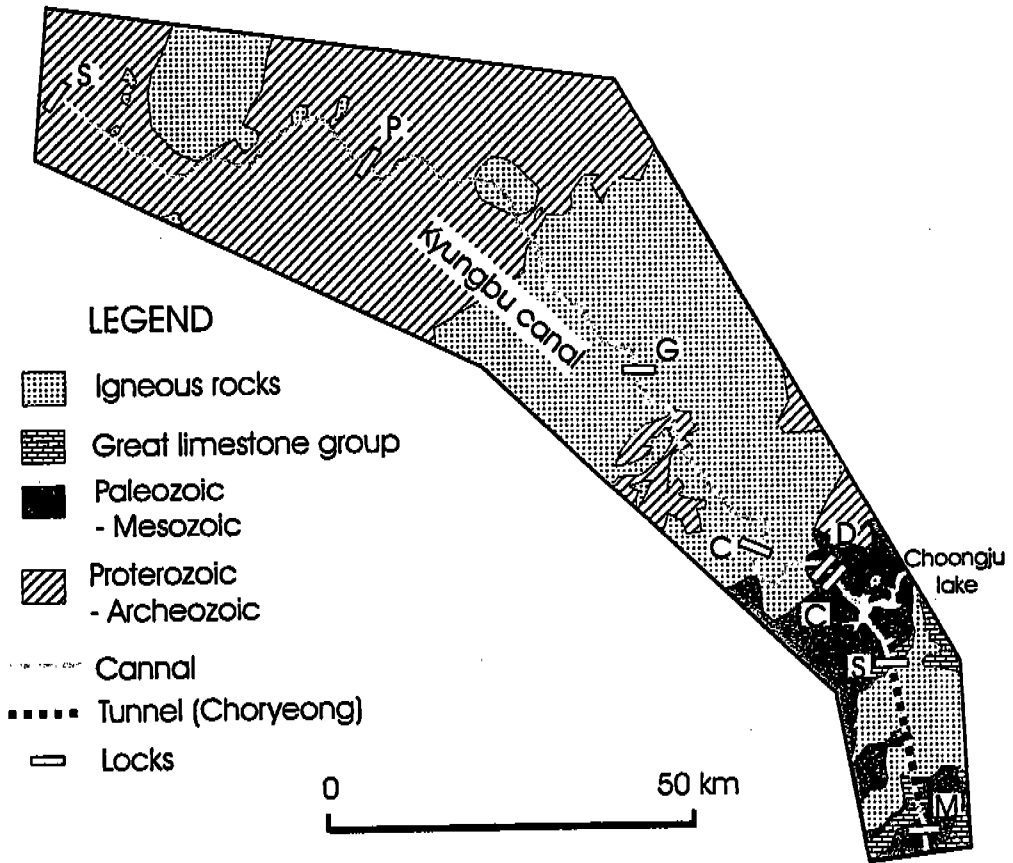 S
P
Kyungbu canal
G
C
D
Choongju
lake
C
S
M
LEGEND
Igneous rocks
Great limestone group
Paleozoic
- Mesozoic
Proterozoic
- Archeozoic
Cannal
Tunnel (Choryeong)
Locks
0 50 km